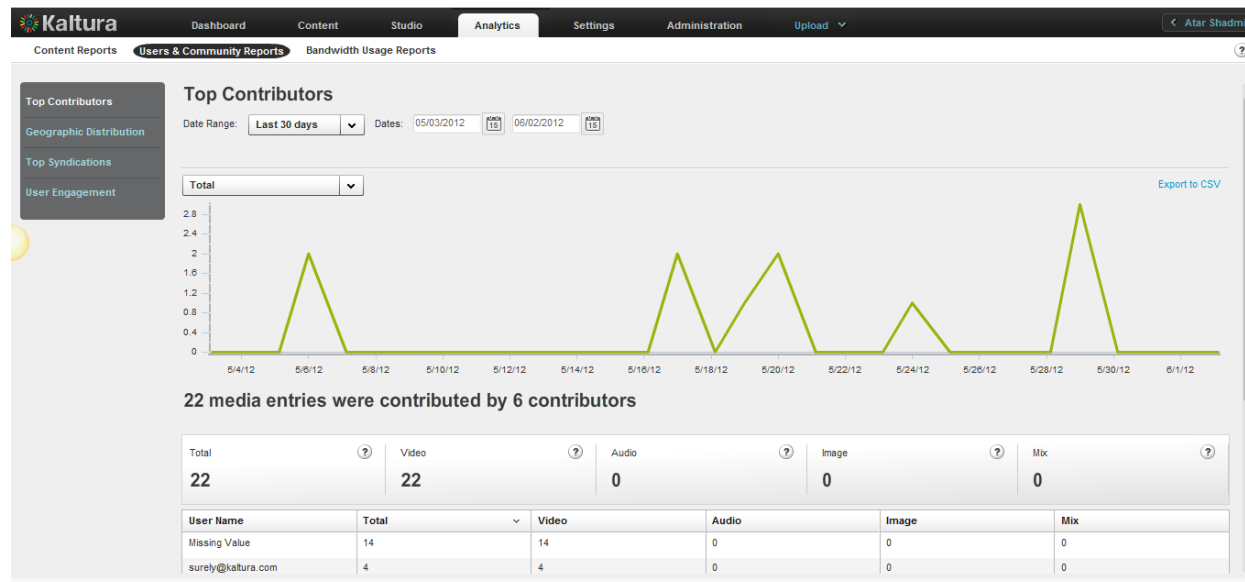 Kaltura Dashboard Content Studio Analytics Settings Administration Upload < Atar Shadmi
Content Reports Users & Community Reports Bandwidth Usage Reports ?
Top Contributors
Geographic Distribution
Top Syndications
User Engagement
Top Contributors
Date Range: Last 30 days Dates: 05/03/2012 15 06/02/2012 15
Total Export to CSV
2.8
2.4
2
1.6
1.2
0.8
0.4
0
5/4/12 5/6/12 5/8/12 5/10/12 5/12/12 5/14/12 5/16/12 5/18/12 5/20/12 5/22/12 5/24/12 5/26/12 5/28/12 5/30/12 6/1/12
22 media entries were contributed by 6 contributors
Total ? Video ? Audio ? Image ? Mix ?
22 22 0 0 0
User Name Total Video Audio Image Mix
Missing Value 14 14 0 0 0
surely@kaltura.com 4 4 0 0 0